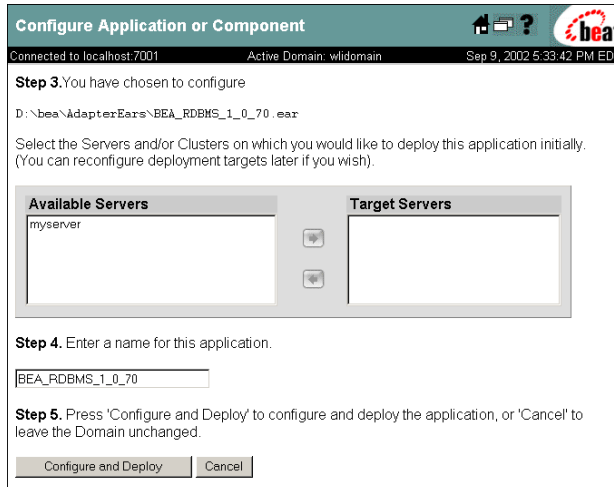 Configure Application or Component
?
bea
Connected to localhost:7001 Active Domain: wlidomain Sep 9, 2002 5:33:42 PM ED
Step 3.You have chosen to configure
D:\bea\AdapterEars\BEA_RDBMS_1_0_70.ear
Select the Servers and/or Clusters on which you would like to deploy this application initially.
(You can reconfigure deployment targets later if you wish).
Available Servers Target Servers
myserver
Step 4. Enter a name for this application.
BEA_RDBMS_1_0_70
Step 5. Press 'Configure and Deploy' to configure and deploy the application, or 'Cancel' to
leave the Domain unchanged.
Configure and Deploy Cancel